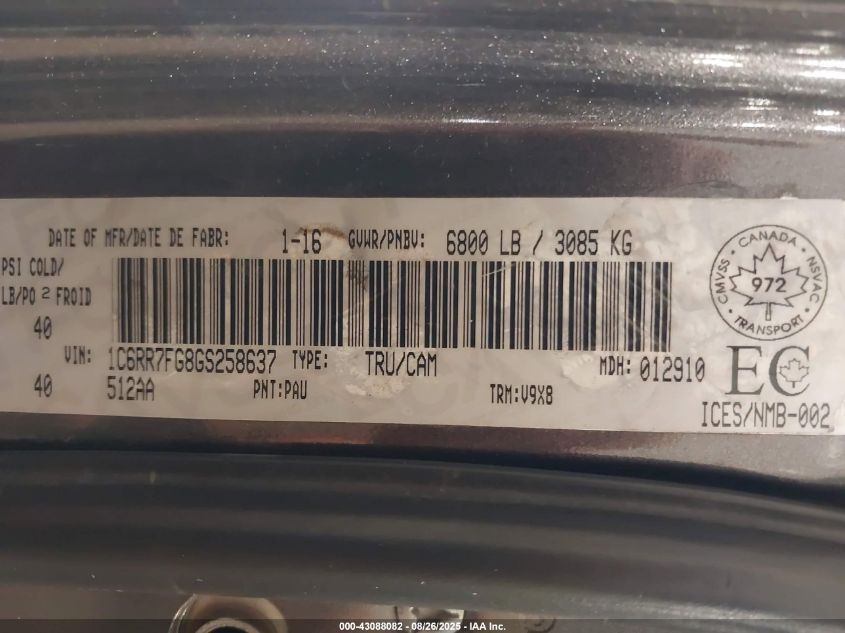 DATE OF MFR/DATE DE FABR: 1-16 GVWR/PNBV: 6800 LB / 3085 KG
PSI COLD/
LB/PO 2 FROID
40
CMVSS - CANADA - NSVAC
972
TRANSPORT
VIN: 1C6RR7FG8GS258637 TYPE: TRU/CAM MDH: 012910
EC
40 512AA PNT:PAU TRM:V9X8
ICES/NMB-002
000-43088082 - 08/26/2025 - IAA Inc.